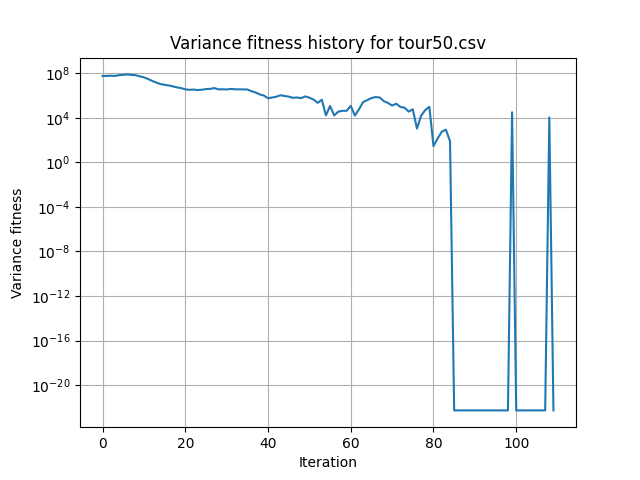 Variance fitness history for tour50.csv
Variance fitness
10^8
10^4
10^0
10^-4
10^-8
10^-12
10^-16
10^-20
0 20 40 60 80 100
Iteration